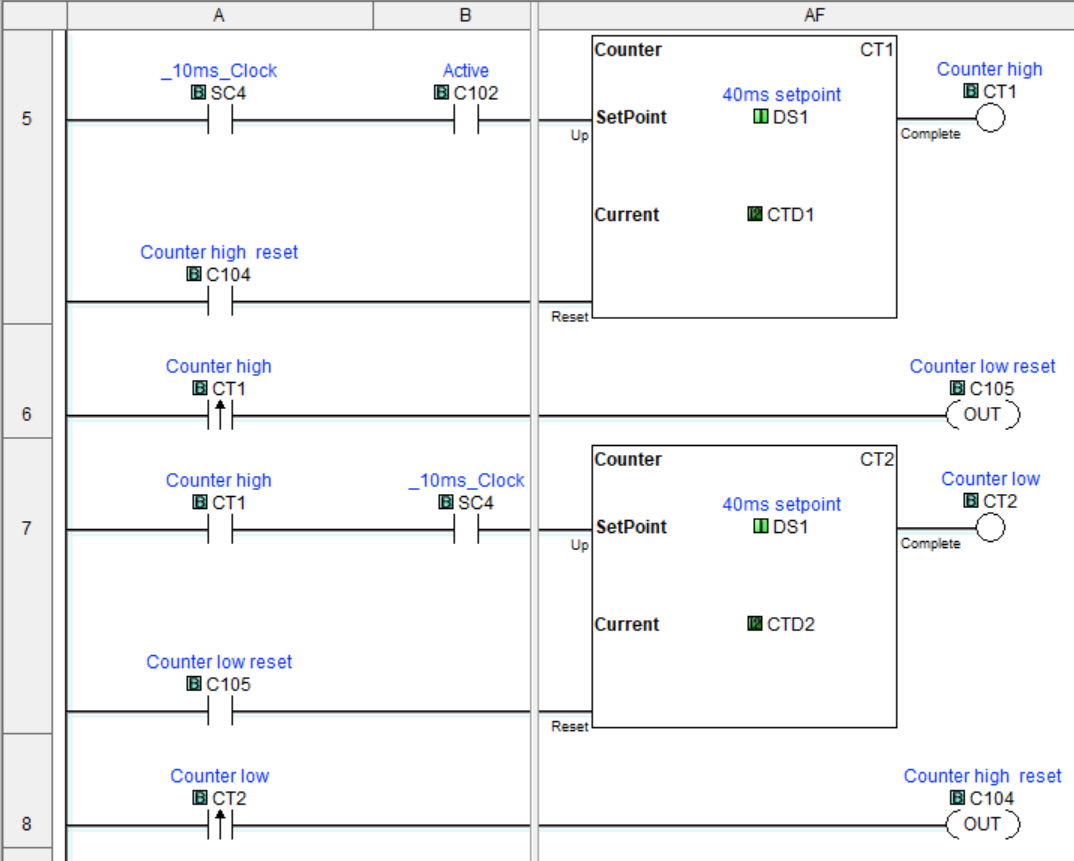 A B AF
5
_10ms_Clock
SC4
Active
C102
Counter CT1
40ms setpoint
SetPoint DS1
Up
Current CTD1
Counter high
CT1
Complete
Counter high  reset
C104
Reset
6
Counter high
CT1
Counter low reset
C105
OUT
7
Counter high
CT1
_10ms_Clock
SC4
Counter CT2
40ms setpoint
SetPoint DS1
Up
Current CTD2
Counter low
CT2
Complete
Counter low reset
C105
Reset
8
Counter low
CT2
Counter high  reset
C104
OUT